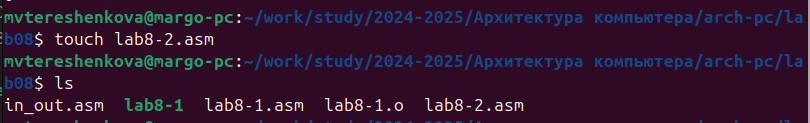 mvtereshenkova@margo-pc:~/work/study/2024-2025/Архитектура компьютера/arch-pc/la
b08$ touch lab8-2.asm
mvtereshenkova@margo-pc:~/work/study/2024-2025/Архитектура компьютера/arch-pc/la
b08$ ls
in_out.asm  lab8-1  lab8-1.asm  lab8-1.o  lab8-2.asm